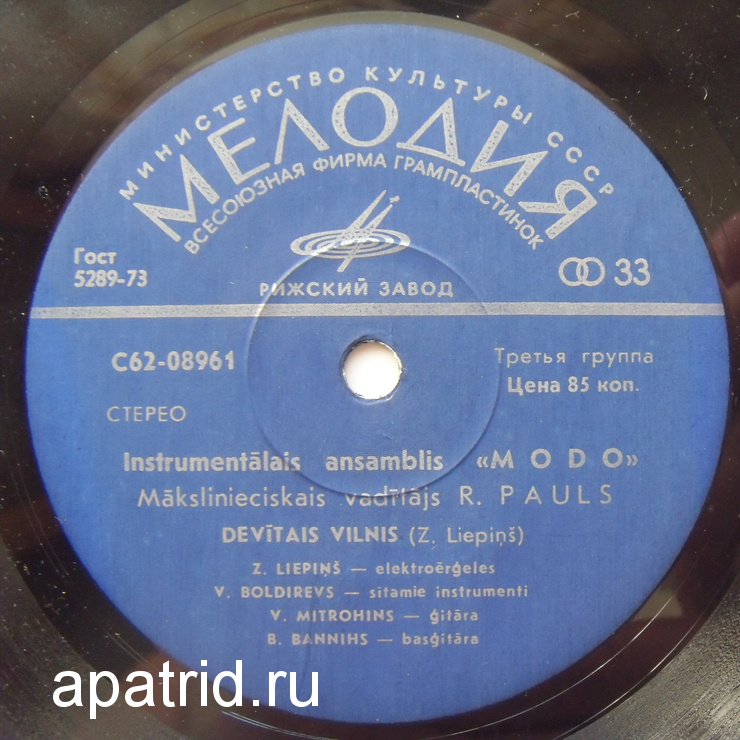 МИНИСТЕРСТВО КУЛЬТУРЫ СССР
МЕЛОДИЯ
ВСЕСОЮЗНАЯ ФИРМА ГРАМПЛАСТИНОК
Гост
5289-73
33
РИЖСКИЙ ЗАВОД
С62-08961
Третья группа
Цена 85 коп.
СТЕРЕО
Instrumentālais ansamblis «MODO»
Mākslinieciskais vadītājs R. PAULS
DEVĪTAIS VILNIS (Z. Liepiņš)
Z. LIEPIŅŠ — elektroērģeles
V. BOLDIREVS — sitamie instrumenti
V. MITROHINS — ģitāra
B. BANNIHS — basģitāra
apatrid.ru